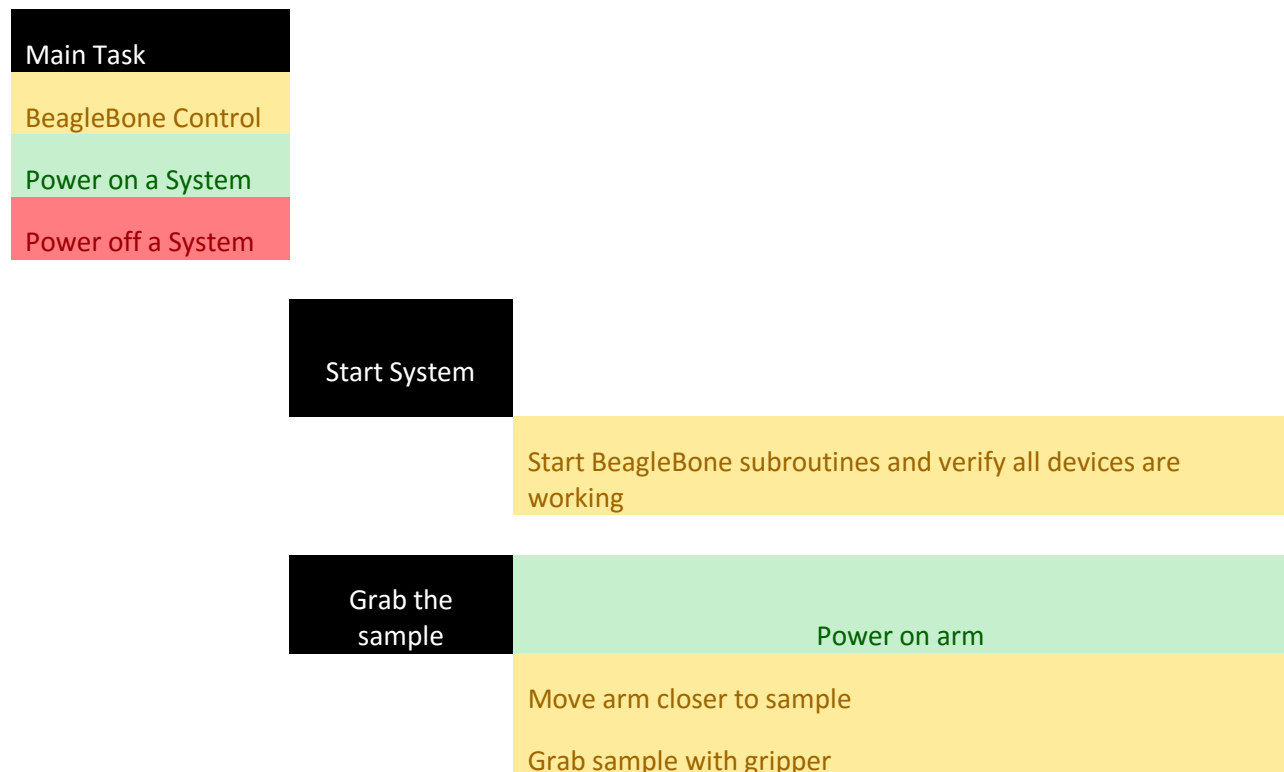 Main Task
BeagleBone Control
Power on a System
Power off a System
Start System
Start BeagleBone subroutines and verify all devices are
working
Grab the
sample
Power on arm
Move arm closer to sample
Grab sample with gripper